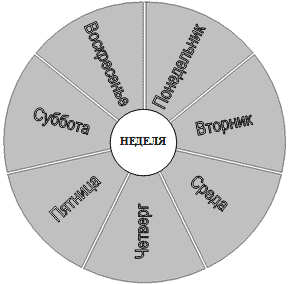 Понедельник
Вторник
Среда
Четверг
Пятница
Суббота
Воскресенье
НЕДЕЛЯ